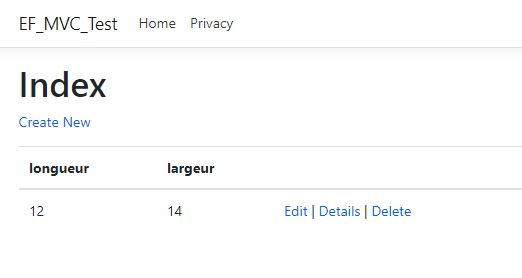 EF_MVC_Test Home Privacy
Index
Create New
longueur largeur
12 14 Edit | Details | Delete